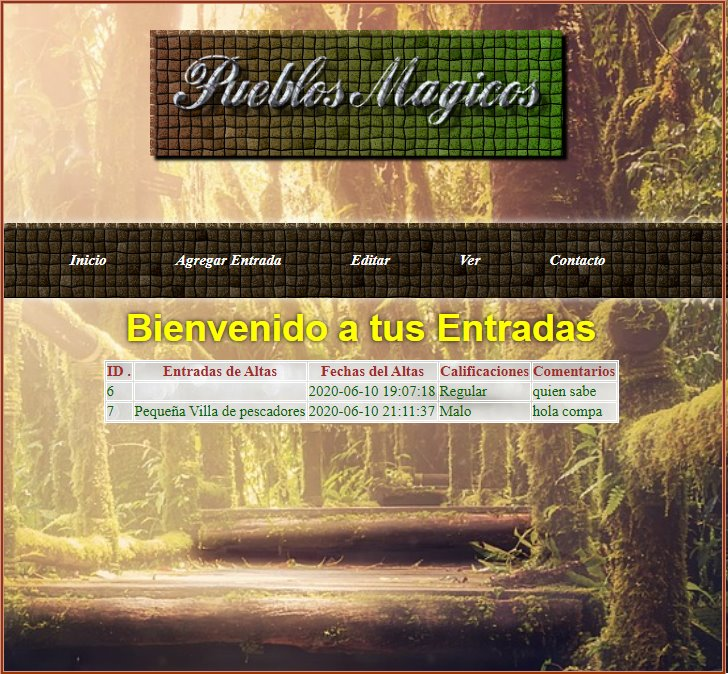 Pueblos Magicos
Inicio Agregar Entrada Editar Ver Contacto
Bienvenido a tus Entradas
ID . Entradas de Altas Fechas del Altas Calificaciones Comentarios
6 2020-06-10 19:07:18 Regular quien sabe
7 Pequeña Villa de pescadores 2020-06-10 21:11:37 Malo hola compa